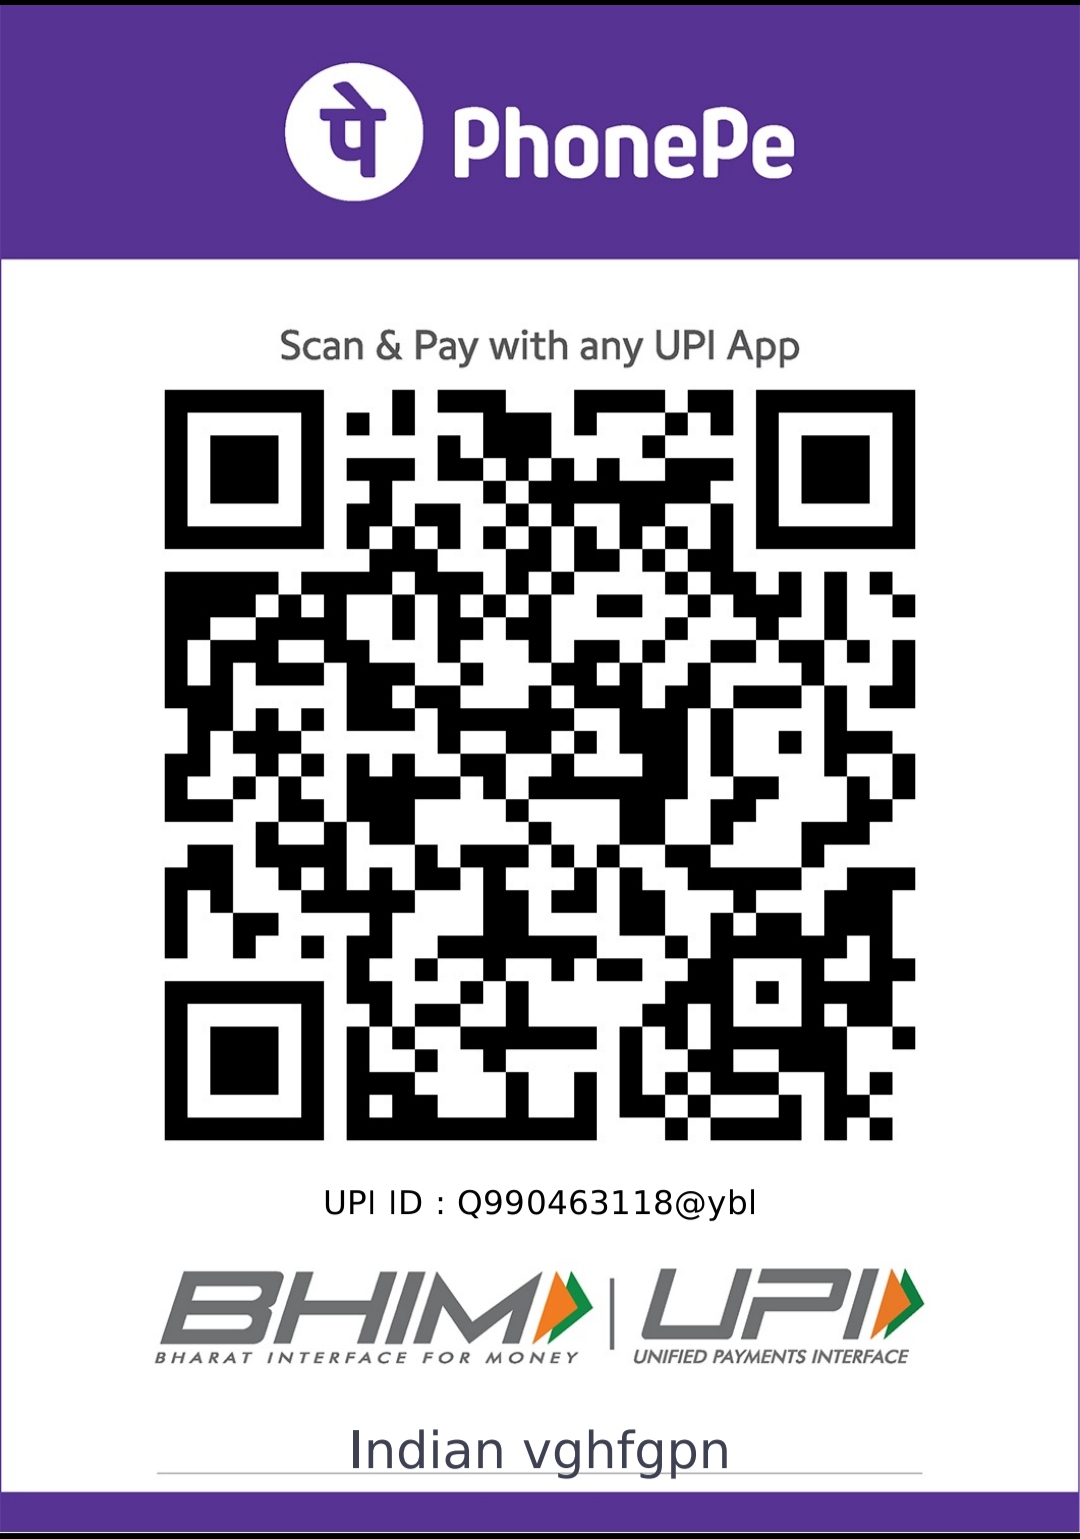 पे PhonePe
Scan & Pay with any UPI App
UPI ID : Q990463118@ybl
BHIM | UPI
BHARAT INTERFACE FOR MONEY UNIFIED PAYMENTS INTERFACE
Indian vghfgpn